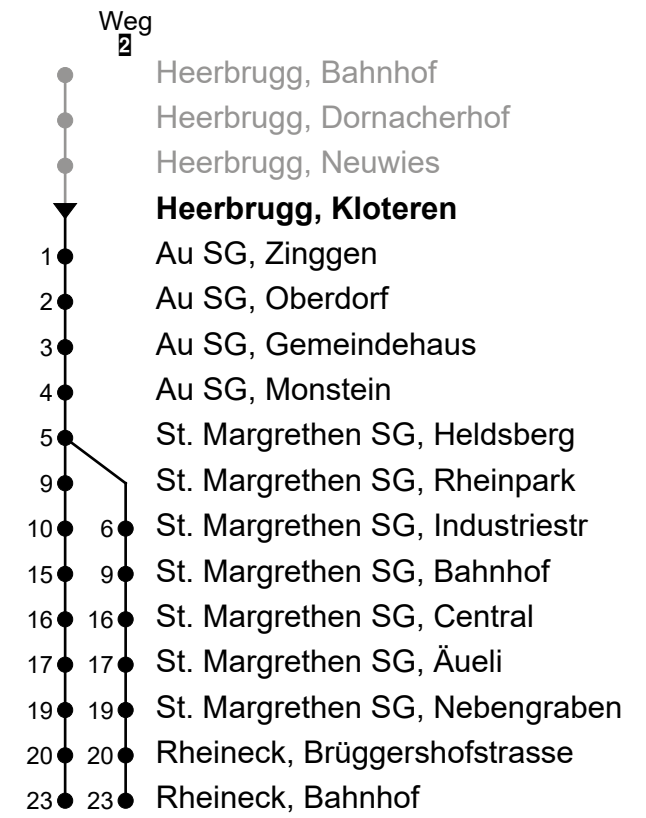 Weg
2
Heerbrugg, Bahnhof
Heerbrugg, Dornacherhof
Heerbrugg, Neuwies
Heerbrugg, Kloteren
1 Au SG, Zinggen
2 Au SG, Oberdorf
3 Au SG, Gemeindehaus
4 Au SG, Monstein
5 St. Margrethen SG, Heldsberg
9 St. Margrethen SG, Rheinpark
10 6 St. Margrethen SG, Industriestr
15 9 St. Margrethen SG, Bahnhof
16 16 St. Margrethen SG, Central
17 17 St. Margrethen SG, Äueli
19 19 St. Margrethen SG, Nebengraben
20 20 Rheineck, Brüggershofstrasse
23 23 Rheineck, Bahnhof